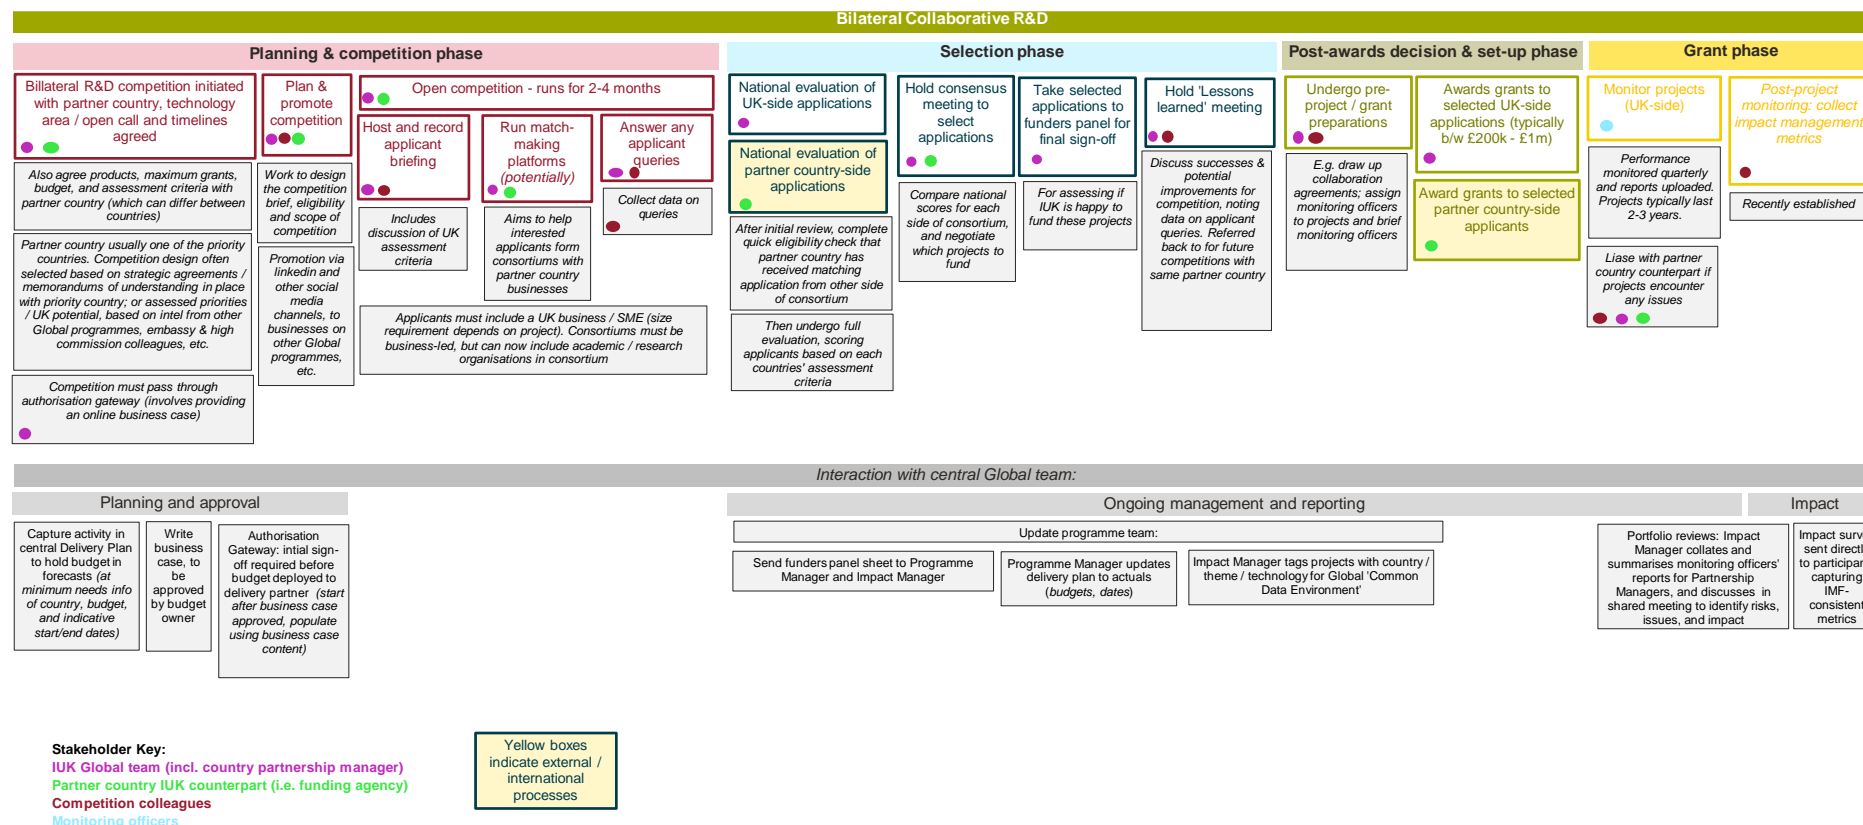 Bilateral Collaborative R&D
Planning & competition phase
Billateral R&D competition initiated
with partner country, technology
area / open call and timelines
agreed
Also agree products, maximum grants,
budget, and assessment criteria with
partner country (which can differ between
countries)
Partner country usually one of the priority
countries. Competition design often
selected based on strategic agreements /
memorandums of understanding in place
with priority country; or assessed priorities
/ UK potential, based on intel from other
Global programmes, embassy & high
commission colleagues, etc.
Competition must pass through
authorisation gateway (involves providing
an online business case)
Plan &
promote
competition
Work to design
the competition
brief, eligibility
and scope of
competition
Promotion via
linkedin and
other social
media
channels, to
businesses on
other Global
programmes,
etc.
Open competition - runs for 2-4 months
Host and record
applicant
briefing
Includes
discussion of UK
assessment
criteria
Run match-
making
platforms
(potentially)
Aims to help
interested
applicants form
consortiums with
partner country
businesses
Answer any
applicant
queries
Collect data on
queries
Applicants must include a UK business / SME (size
requirement depends on project). Consortiums must be
business-led, but can now include academic / research
organisations in consortium
Selection phase
National evaluation of
UK-side applications
National evaluation of
partner country-side
applications
After initial review, complete
quick eligibility check that
partner country has
received matching
application from other side
of consortium
Then undergo full
evaluation, scoring
applicants based on each
countries' assessment
criteria
Hold consensus
meeting to
select
applications
Compare national
scores for each
side of consortium,
and negotiate
which projects to
fund
Take selected
applications to
funders panel for
final sign-off
For assessing if
IUK is happy to
fund these projects
Hold 'Lessons
learned' meeting
Discuss successes &
potential
improvements for
competition, noting
data on applicant
queries. Referred
back to for future
competitions with
same partner country
Post-awards decision & set-up phase
Undergo pre-
project / grant
preparations
E.g. draw up
collaboration
agreements; assign
monitoring officers
to projects and brief
monitoring officers
Awards grants to
selected UK-side
applications (typically
b/w £200k - £1m)
Award grants to selected
partner country-side
applicants
Grant phase
Monitor projects
(UK-side)
Performance
monitored quarterly
and reports uploaded.
Projects typically last
2-3 years.
Liase with partner
country counterpart if
projects encounter
any issues
Post-project
monitoring: collect
impact management
metrics
Recently established
Interaction with central Global team:
Planning and approval
Capture activity in
central Delivery Plan
to hold budget in
forecasts (at
minimum needs info
of country, budget,
and indicative
start/end dates)
Write
business
case, to
be
approved
by budget
owner
Authorisation
Gateway: intial sign-
off required before
budget deployed to
delivery partner (start
after business case
approved, populate
using business case
content)
Ongoing management and reporting
Update programme team:
Send funders panel sheet to Programme
Manager and Impact Manager
Programme Manager updates
delivery plan to actuals
(budgets, dates)
Impact Manager tags projects with country /
theme / technology for Global 'Common
Data Environment'
Portfolio reviews: Impact
Manager collates and
summarises monitoring officers'
reports for Partnership
Managers, and discusses in
shared meeting to identify risks,
issues, and impact
Impact
Impact
sent
to
capturing
IMF-
consistent
metrics
Stakeholder Key:
IUK Global team (incl. country partnership manager)
Partner country IUK counterpart (i.e. funding agency)
Competition colleagues
Monitoring officers
Yellow boxes
indicate external /
international
processes